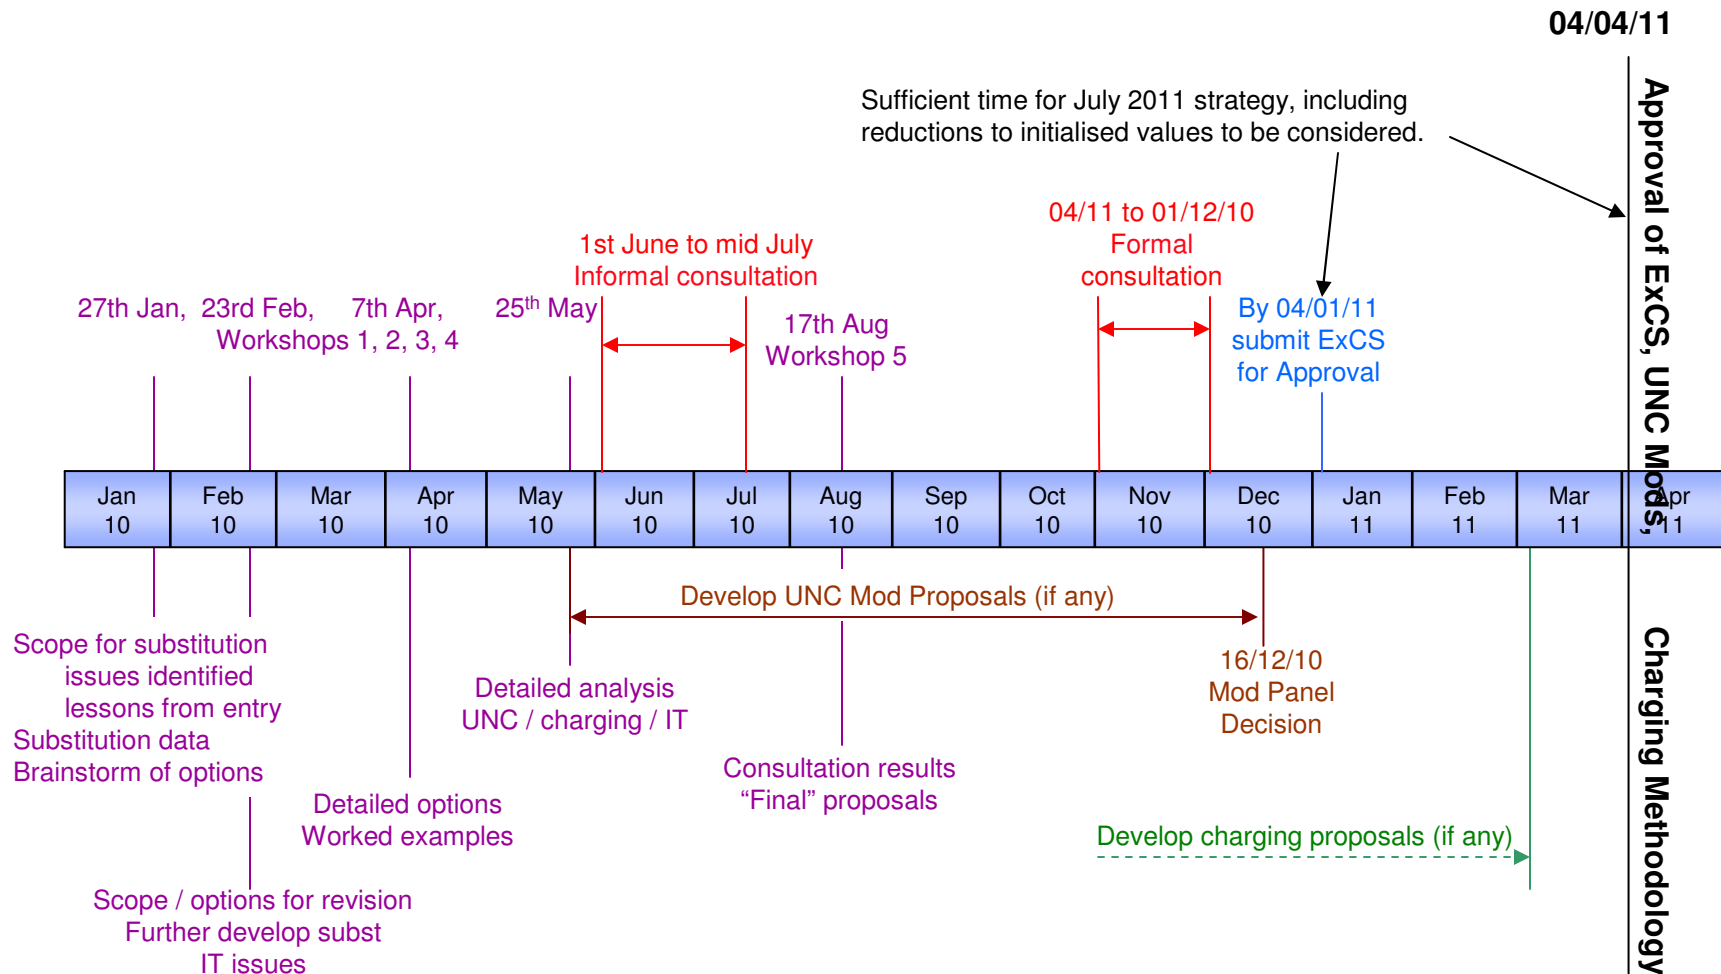 04/04/11
Sufficient time for July 2011 strategy, including
reductions to initialised values to be considered.
Approval of ExCS, UNC Mods,
Charging Methodology
04/11 to 01/12/10
Formal
consultation
1st June to mid July
Informal consultation
27th Jan, 23rd Feb, 7th Apr, 25th May
Workshops 1, 2, 3, 4
17th Aug
Workshop 5
By 04/01/11
submit ExCS
for Approval
Jan Feb Mar Apr May Jun Jul Aug Sep Oct Nov Dec Jan Feb Mar Apr
10 10 10 10 10 10 10 10 10 10 10 10 11 11 11 11
Develop UNC Mod Proposals (if any)
Scope for substitution
issues identified
lessons from entry
Substitution data
Brainstorm of options
Detailed analysis
UNC / charging / IT
16/12/10
Mod Panel
Decision
Consultation results
“Final” proposals
Detailed options
Worked examples
Develop charging proposals (if any)
Scope / options for revision
Further develop subst
IT issues